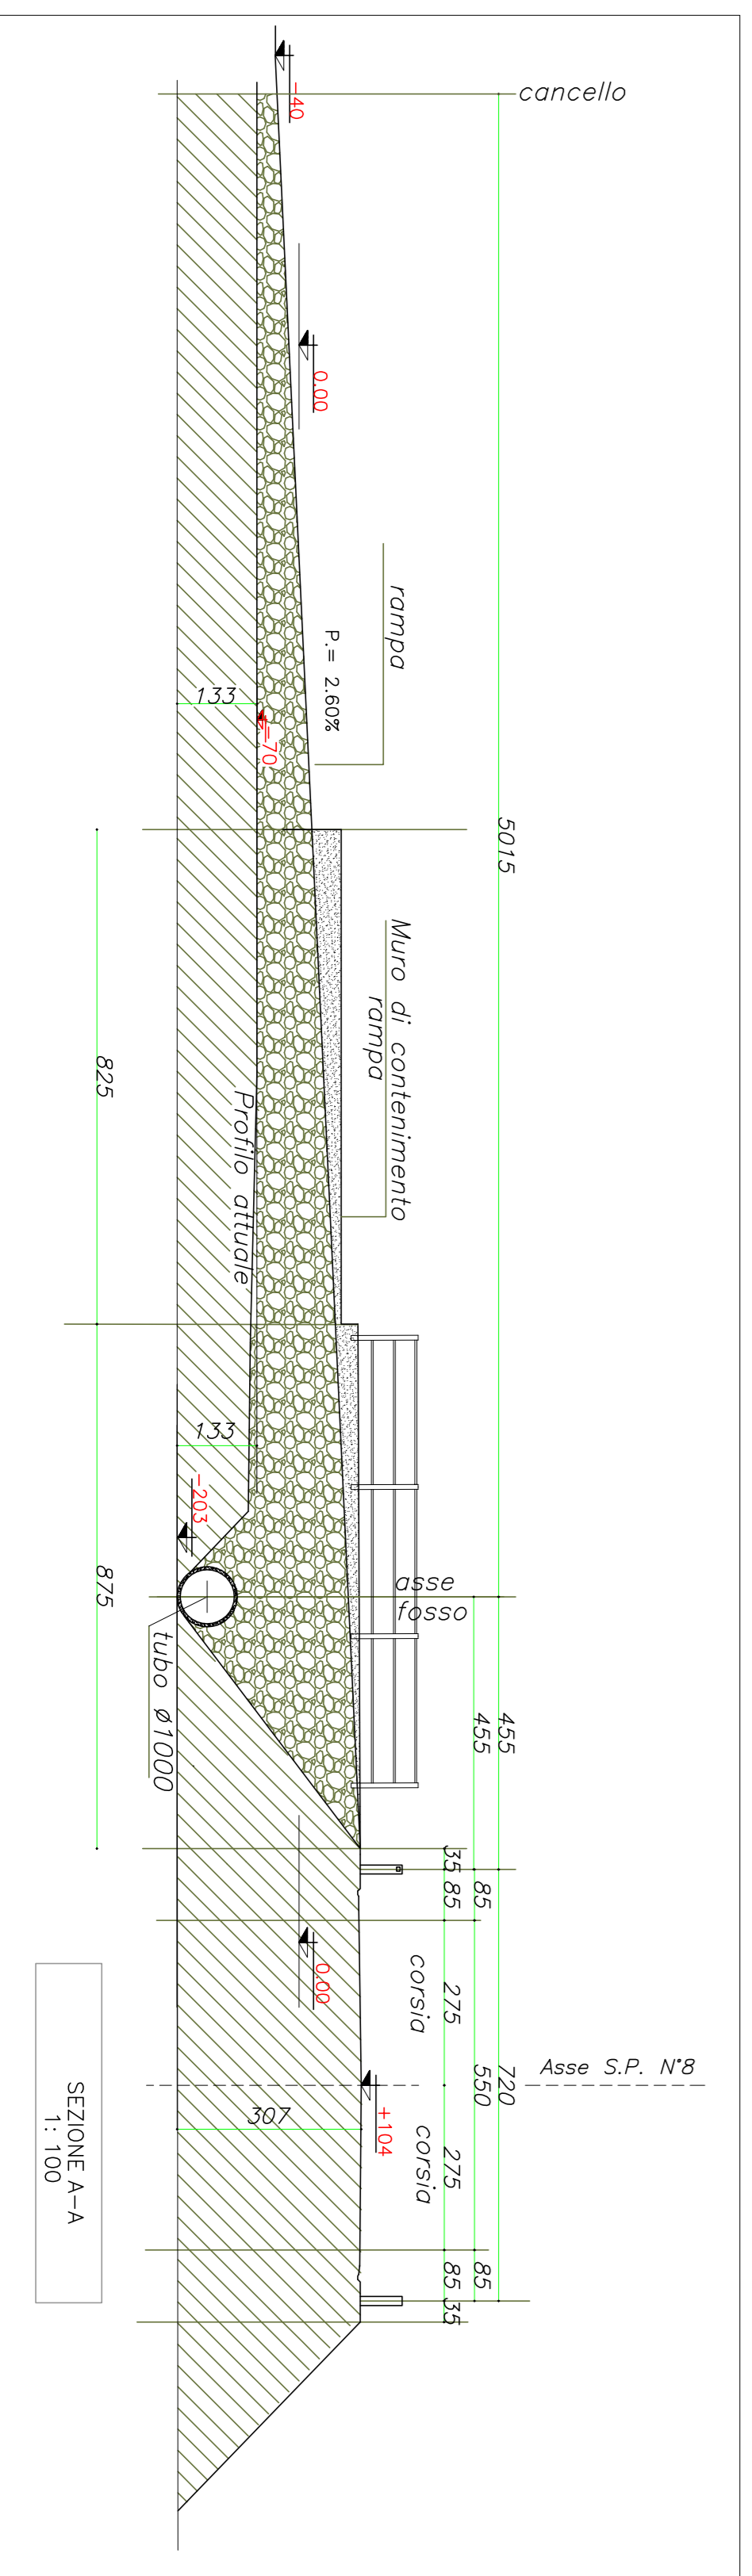 cancello
-40
0.00
rampa
P.= 2.60%
133
-70
5015
Muro di contenimento
rampa
825
Profilo attuale
133
-203
875
asse
fosso
tubo ø1000
455
455
35
85
85
0.00
corsia
275
Asse S.P. N°8
720
550
307
+104
corsia
275
85
35
85
SEZIONE A-A
1: 100